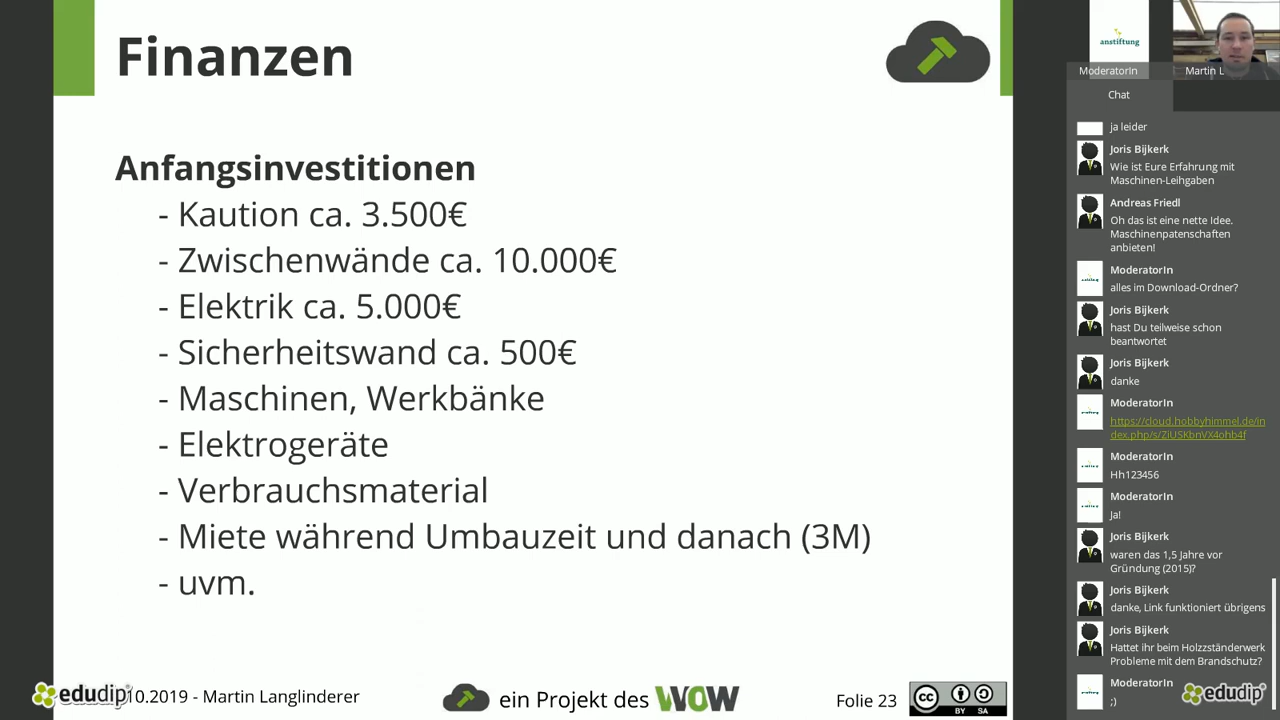 Finanzen
Anfangsinvestitionen
- Kaution ca. 3.500€
- Zwischenwände ca. 10.000€
- Elektrik ca. 5.000€
- Sicherheitswand ca. 500€
- Maschinen, Werkbänke
- Elektrogeräte
- Verbrauchsmaterial
- Miete während Umbauzeit und danach (3M)
- uvm.
edudip
10.2019 - Martin Langlinderer
ein Projekt des WOW
Folie 23
cc
BY SA
anstiftung
ModeratorIn
Martin L
Chat
ja leider
Joris Bijkerk
Wie ist Eure Erfahrung mit
Maschinen-Leihgaben
Andreas Friedl
Oh das ist eine nette Idee.
Maschinenpatenschaften
anbieten!
ModeratorIn
alles im Download-Ordner?
Joris Bijkerk
hast Du teilweise schon
beantwortet
Joris Bijkerk
danke
ModeratorIn
https://cloud.hobbyhimmel.de/in
dex.php/s/ZiUSKbnVX4ohb4f
ModeratorIn
Hh123456
ModeratorIn
Ja!
Joris Bijkerk
waren das 1,5 Jahre vor
Gründung (2015)?
Joris Bijkerk
danke, Link funktioniert übrigens
Joris Bijkerk
Hattet ihr beim Holzzständerwerk
Probleme mit dem Brandschutz?
ModeratorIn
;)
edudip